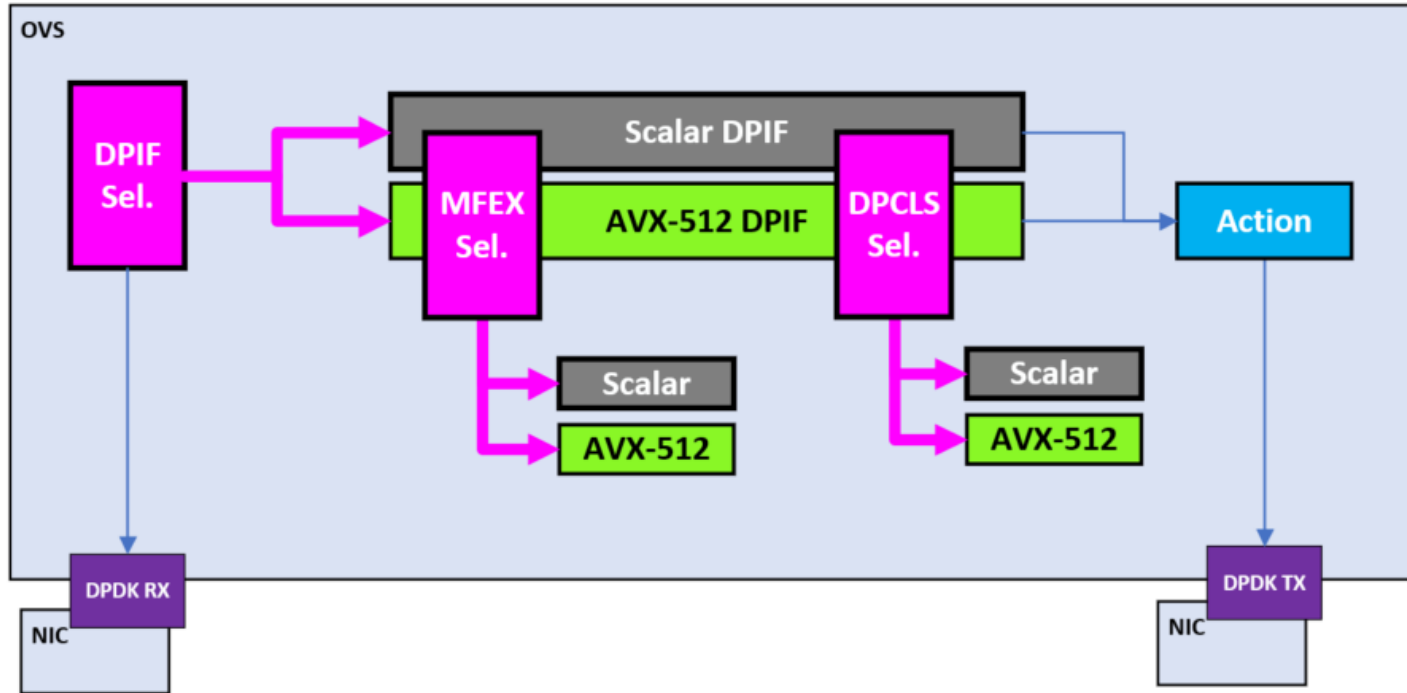 OVS
DPIF
Sel.
Scalar DPIF
MFEX
Sel.
AVX-512 DPIF
DPCLS
Sel.
Action
Scalar
AVX-512
Scalar
AVX-512
DPDK RX
NIC
DPDK TX
NIC